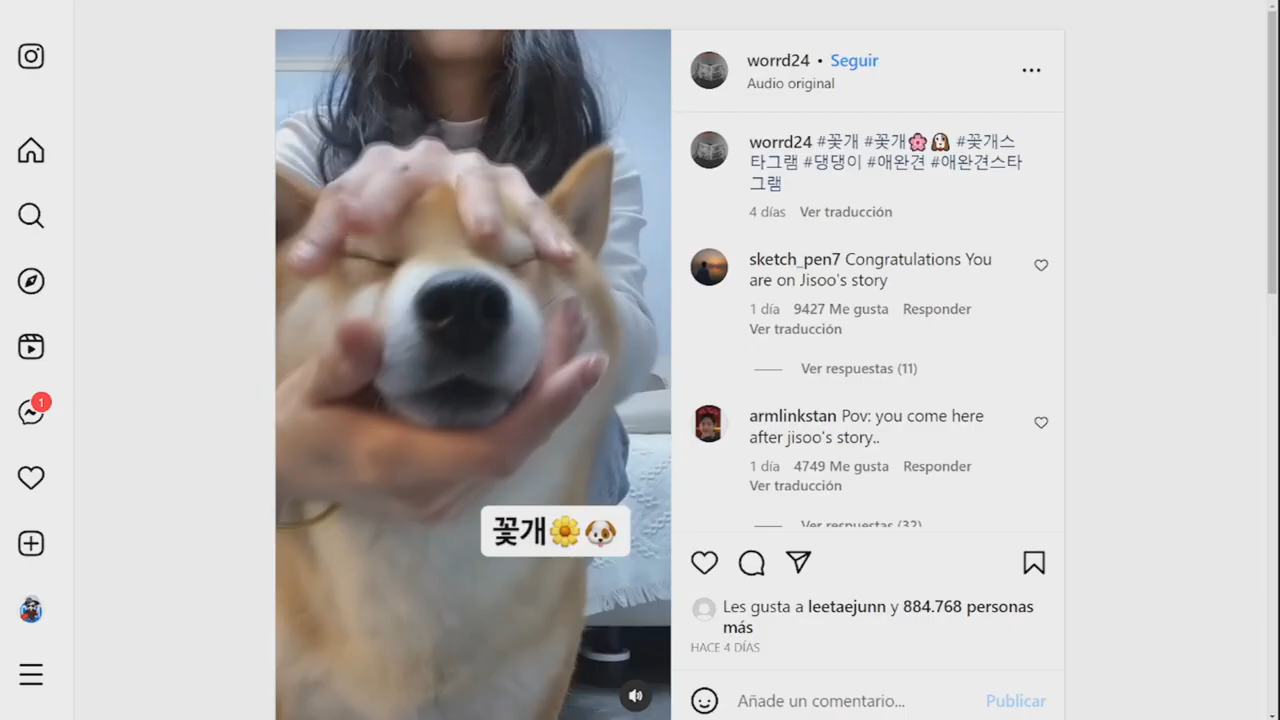 worrd24 • Seguir
Audio original
worrd24 #꽃개 #꽃개🌸🐶 #꽃개스
타그램 #댕댕이 #애완견 #애완견스타
그램
4 días Ver traducción
sketch_pen7 Congratulations You
are on Jisoo's story
1 día 9427 Me gusta Responder
Ver traducción
Ver respuestas (11)
armlinkstan Pov: you come here
after jisoo's story..
1 día 4749 Me gusta Responder
Ver traducción
Ver respuestas (32)
꽃개🌼🐶
1
Les gusta a leetaejunn y 884.768 personas
más
HACE 4 DÍAS
Añade un comentario... Publicar